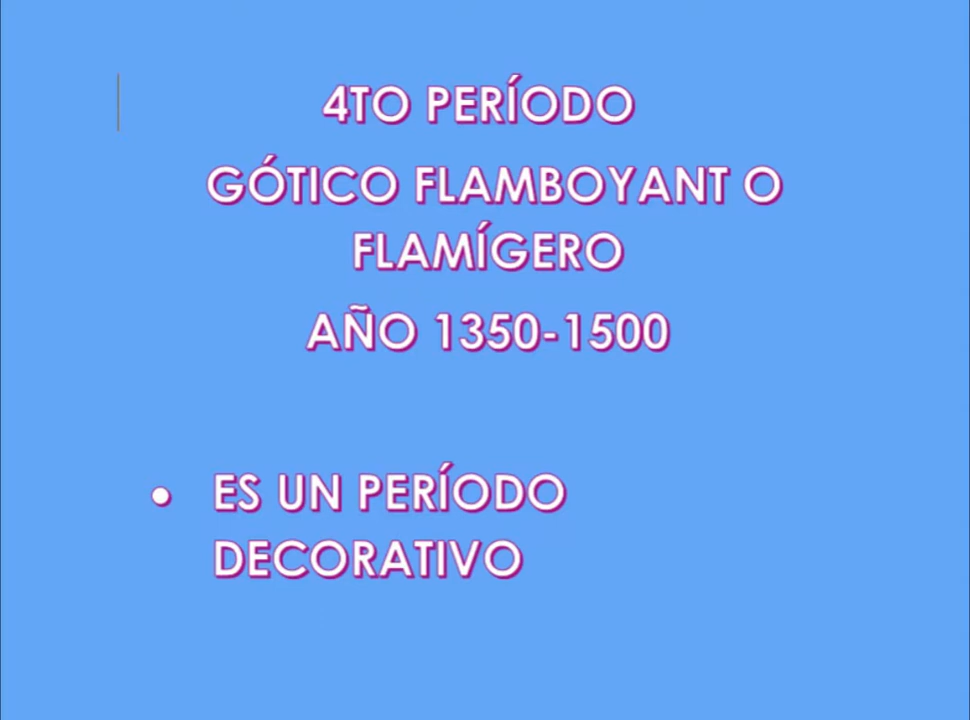 4TO PERÍODO
GÓTICO FLAMBOYANT O
FLAMÍGERO
AÑO 1350-1500
• ES UN PERÍODO
DECORATIVO